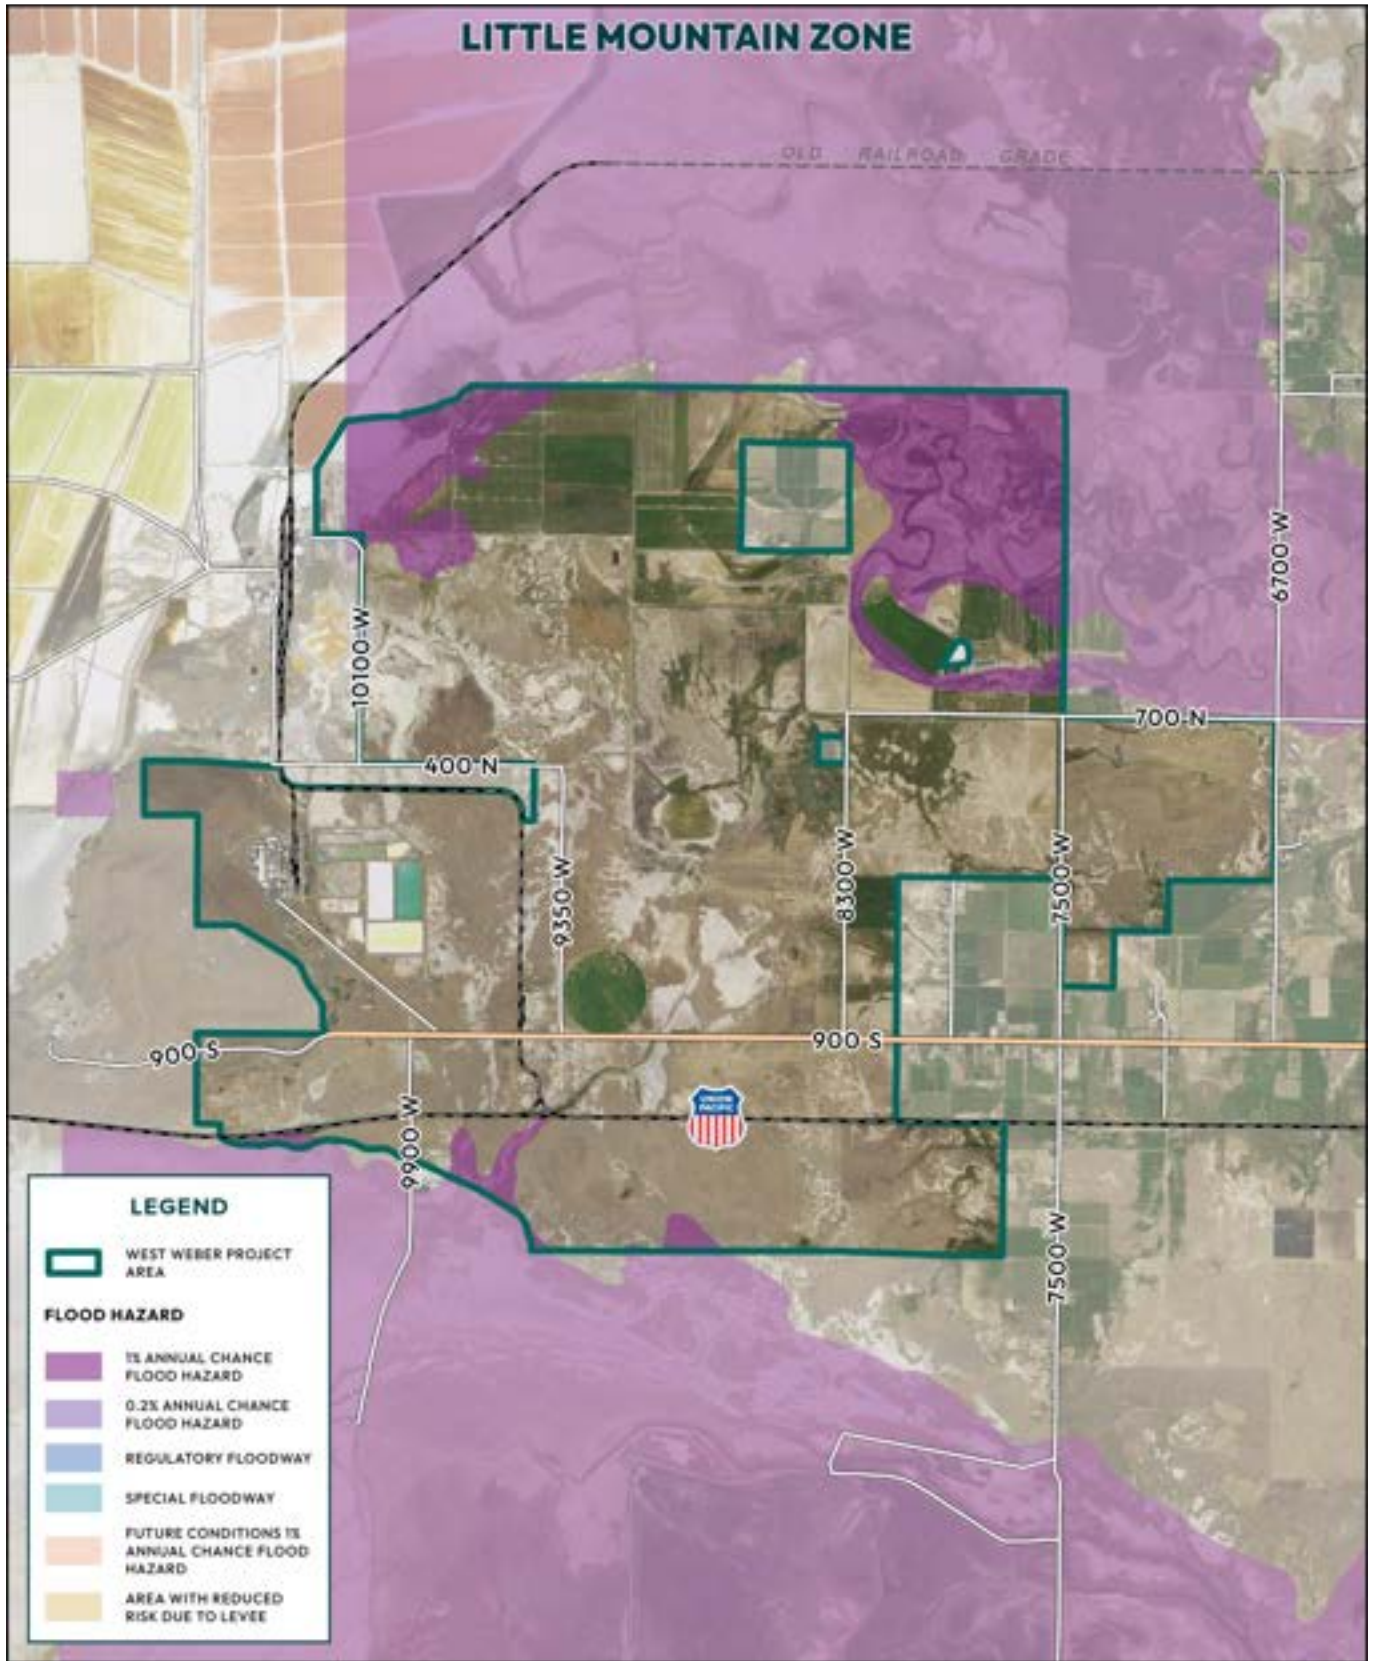 LITTLE MOUNTAIN ZONE
OLD RAILROAD GRADE
6700 W
10100 W
700 N
400 N
9350 W
8300 W
7500 W
900 S
900 S
UNION
PACIFIC
9900 W
7500 W
LEGEND
WEST WEBER PROJECT
AREA
FLOOD HAZARD
1% ANNUAL CHANCE
FLOOD HAZARD
0.2% ANNUAL CHANCE
FLOOD HAZARD
REGULATORY FLOODWAY
SPECIAL FLOODWAY
FUTURE CONDITIONS 1%
ANNUAL CHANCE FLOOD
HAZARD
AREA WITH REDUCED
RISK DUE TO LEVEE